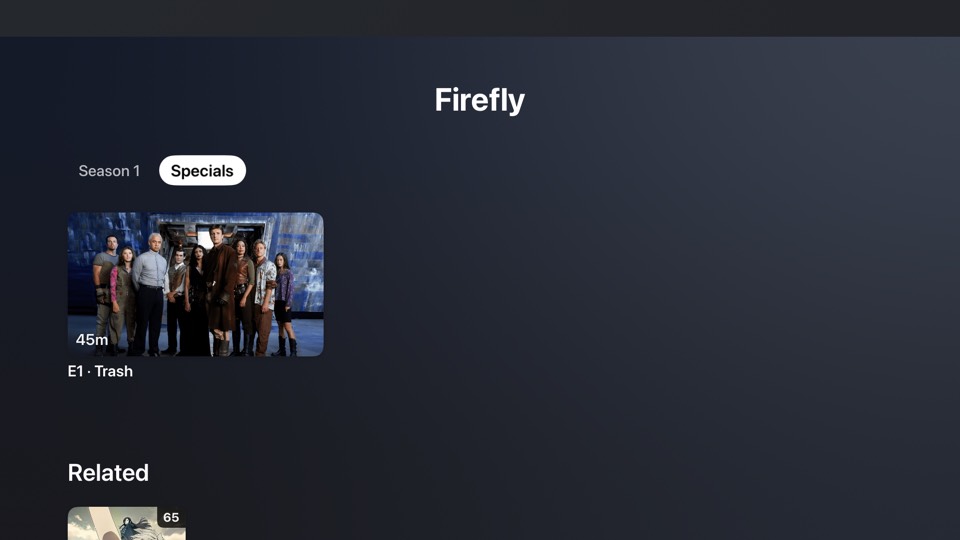 Firefly
Season 1
Specials
45m
E1 · Trash
Related
65